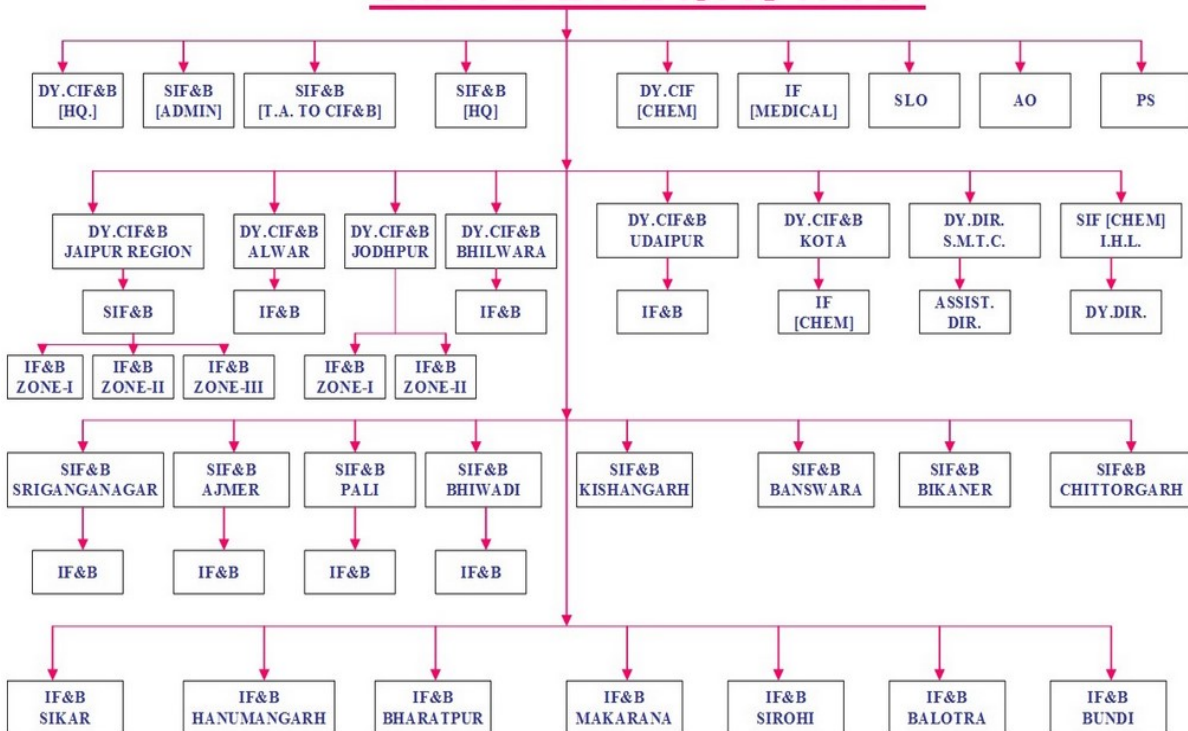 DY.CIF&B
[HQ.]
SIF&B
[ADMIN]
SIF&B
[T.A. TO CIF&B]
SIF&B
[HQ]
DY.CIF
[CHEM]
IF
[MEDICAL]
SLO
AO
PS
DY.CIF&B
JAIPUR REGION
DY.CIF&B
ALWAR
DY.CIF&B
JODHPUR
DY.CIF&B
BHILWARA
DY.CIF&B
UDAIPUR
DY.CIF&B
KOTA
DY.DIR.
S.M.T.C.
SIF [CHEM]
I.H.L.
SIF&B
IF&B
IF&B
IF&B
IF
[CHEM]
ASSIST.
DIR.
DY.DIR.
IF&B
ZONE-I
IF&B
ZONE-II
IF&B
ZONE-III
IF&B
ZONE-I
IF&B
ZONE-II
SIF&B
SRIGANGANAGAR
SIF&B
AJMER
SIF&B
PALI
SIF&B
BHIWADI
SIF&B
KISHANGARH
SIF&B
BANSWARA
SIF&B
BIKANER
SIF&B
CHITTORGARH
IF&B
IF&B
IF&B
IF&B
IF&B
SIKAR
IF&B
HANUMANGARH
IF&B
BHARATPUR
IF&B
MAKARANA
IF&B
SIROHI
IF&B
BALOTRA
IF&B
BUNDI